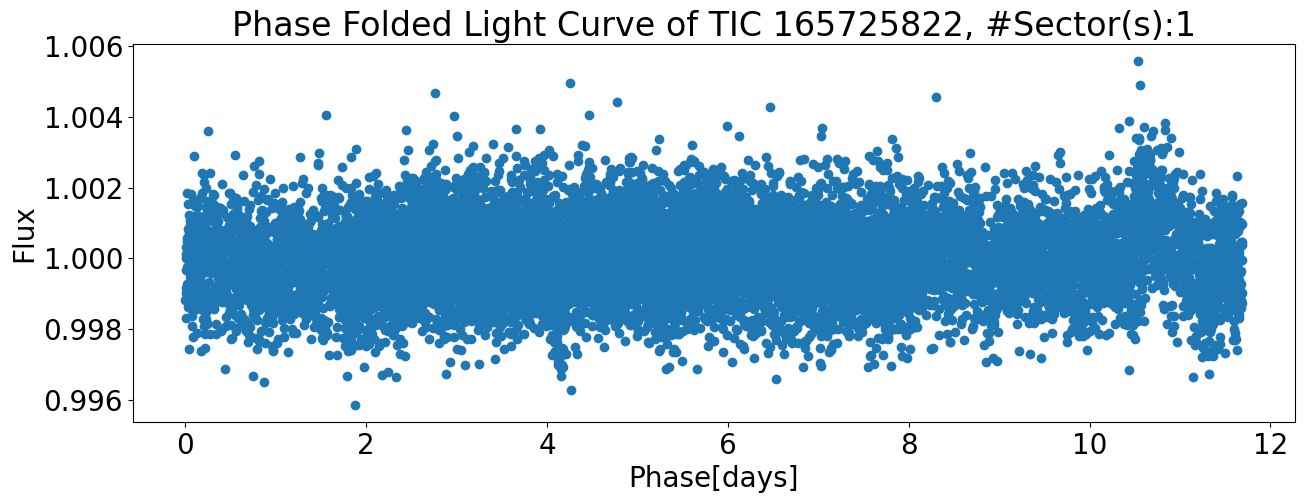 Phase Folded Light Curve of TIC 165725822, #Sector(s):1
1.006
1.004
1.002
1.000
0.998
0.996
Flux
0 2 4 6 8 10 12
Phase[days]